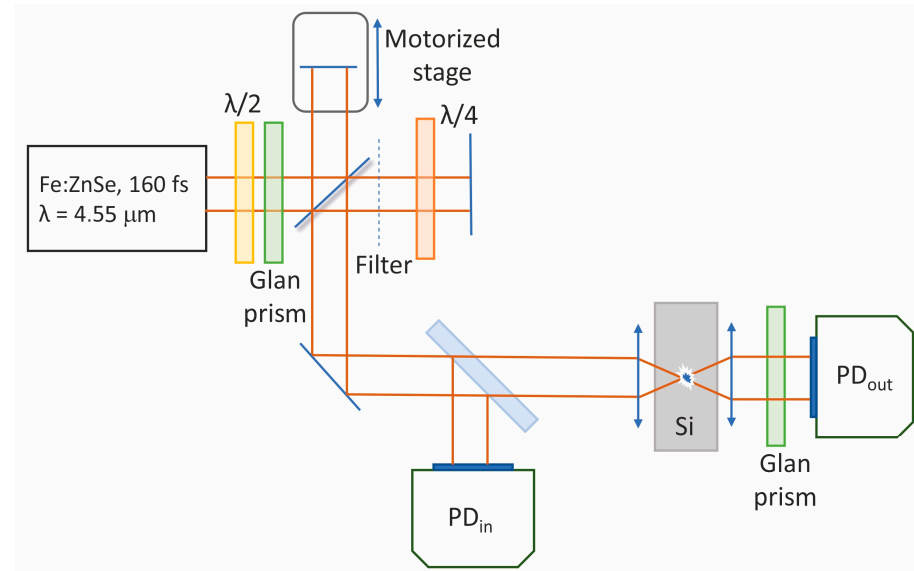 Motorized
stage
λ/2
λ/4
Fe:ZnSe, 160 fs
λ = 4.55 μm
Glan
prism
Filter
Si
PDout
Glan
prism
PDin